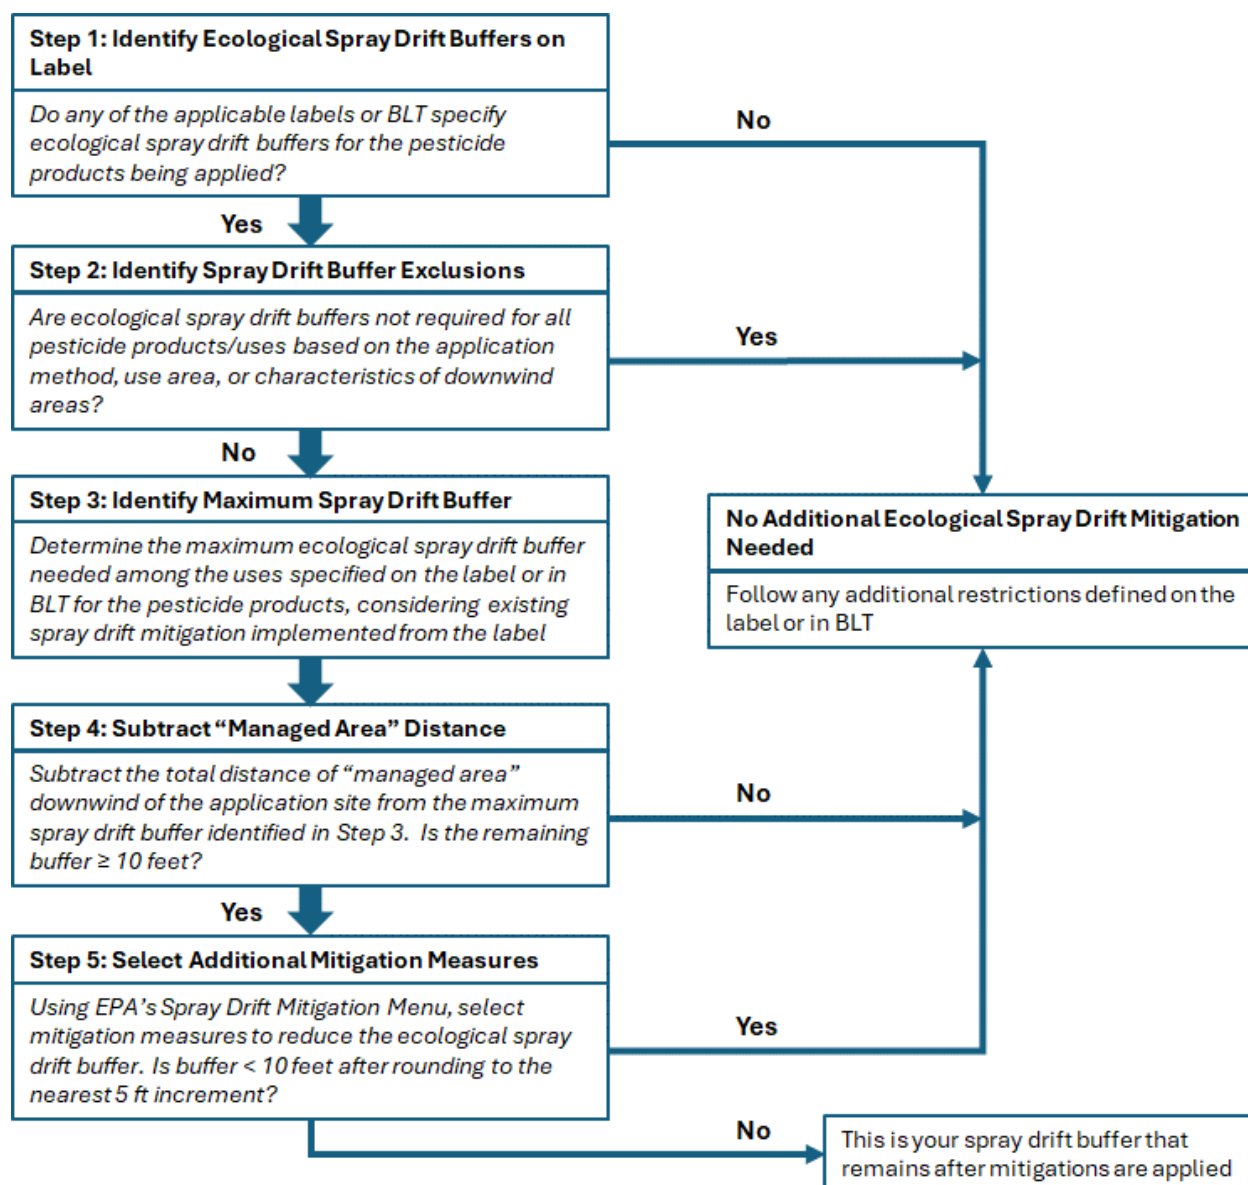 Step 1: Identify Ecological Spray Drift Buffers on
Label
Do any of the applicable labels or BLT specify
ecological spray drift buffers for the pesticide
products being applied?
No
Yes
Step 2: Identify Spray Drift Buffer Exclusions
Are ecological spray drift buffers not required for all
pesticide products/uses based on the application
method, use area, or characteristics of downwind
areas?
Yes
No
Step 3: Identify Maximum Spray Drift Buffer
Determine the maximum ecological spray drift buffer
needed among the uses specified on the label or in
BLT for the pesticide products, considering existing
spray drift mitigation implemented from the label
No Additional Ecological Spray Drift Mitigation
Needed
Follow any additional restrictions defined on the
label or in BLT
Step 4: Subtract “Managed Area” Distance
Subtract the total distance of “managed area”
downwind of the application site from the maximum
spray drift buffer identified in Step 3. Is the remaining
buffer ≥ 10 feet?
No
Yes
Step 5: Select Additional Mitigation Measures
Using EPA’s Spray Drift Mitigation Menu, select
mitigation measures to reduce the ecological spray
drift buffer. Is buffer < 10 feet after rounding to the
nearest 5 ft increment?
Yes
No
This is your spray drift buffer that
remains after mitigations are applied